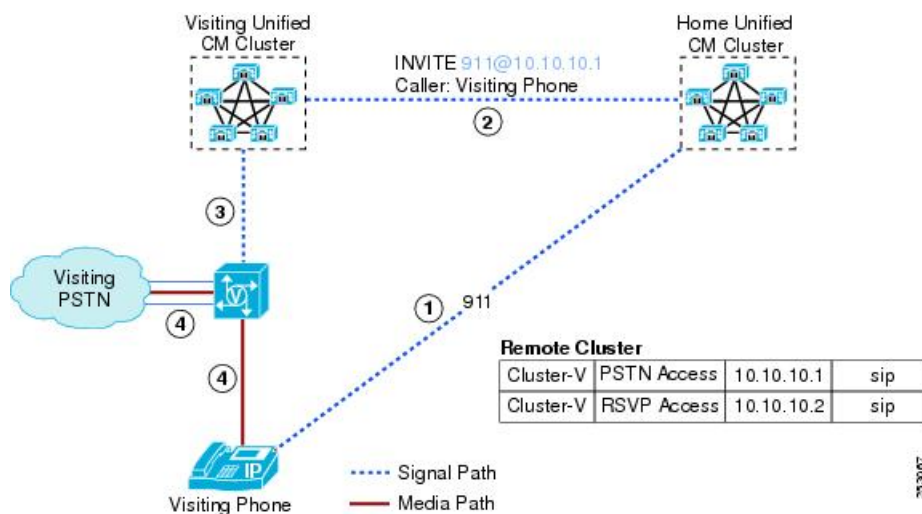 Visiting Unified
CM Cluster
Home Unified
CM Cluster
INVITE 911@10.10.10.1
Caller: Visiting Phone
2
3
Visiting
PSTN
V
4
1
911
4
Remote Cluster
Cluster-V PSTN Access 10.10.10.1 sip
Cluster-V RSVP Access 10.10.10.2 sip
IP
Visiting Phone
Signal Path
Media Path